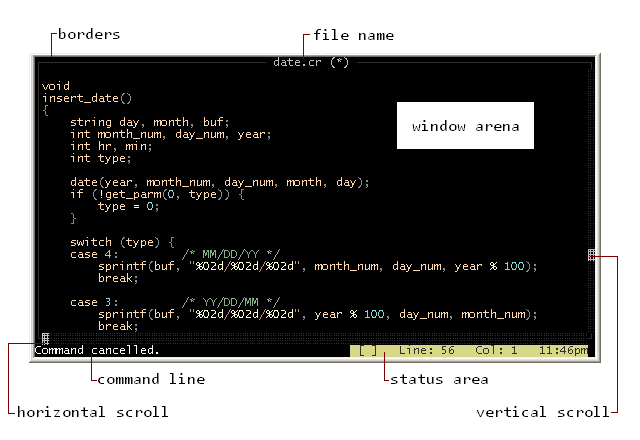 borders
file name
date.cr (*)
void
insert_date()
{
string day, month, buf;
int month_num, day_num, year;
int hr, min;
int type;
window arena
date(year, month_num, day_num, month, day);
if (!get_parm(0, type)) {
type = 0;
}
switch (type) {
case 4: /* MM/DD/YY */
sprintf(buf, "%02d/%02d/%02d", month_num, day_num, year % 100);
break;
case 3: /* YY/DD/MM */
sprintf(buf, "%02d/%02d/%02d", year % 100, day_num, month_num);
break;
Command cancelled. [ ] Line: 56 Col: 1 11:46pm
command line
status area
horizontal scroll
vertical scroll